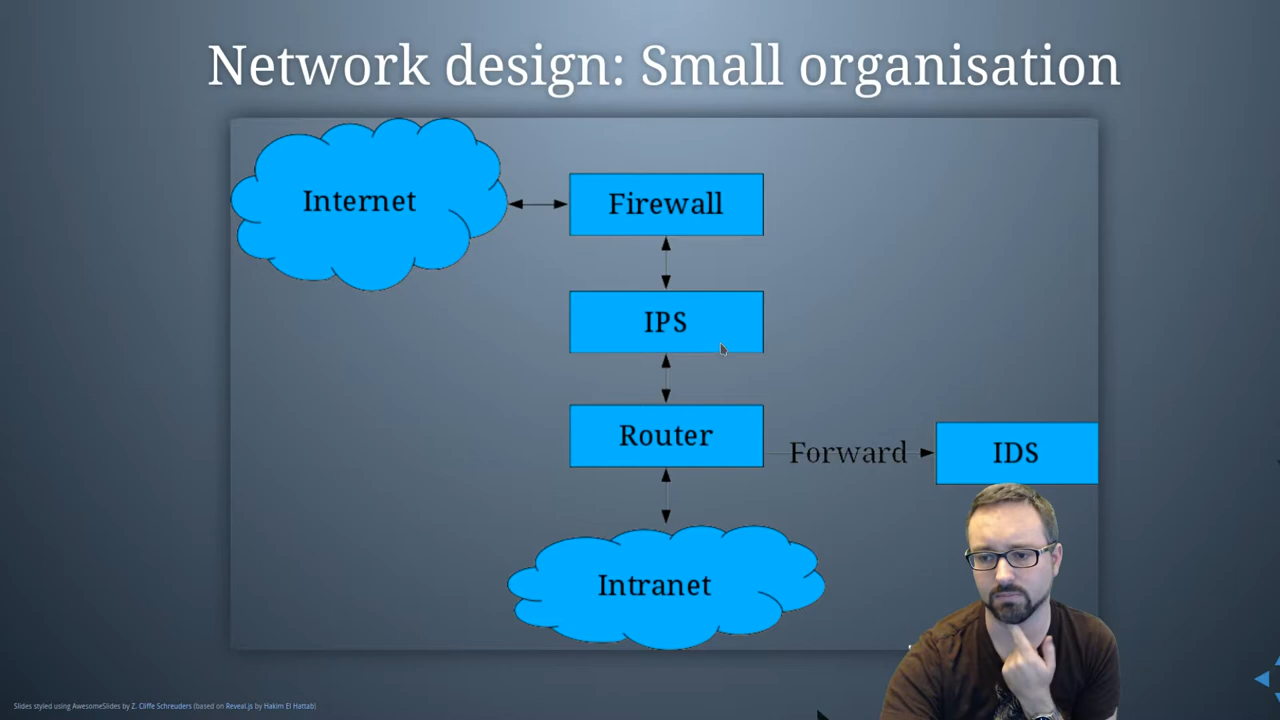 Network design: Small organisation
Internet
Firewall
IPS
Router
Forward
IDS
Intranet
Slides styled using AwesomeSlides by Z. Cliffe Schreuders (based on Reveal.js by Hakim El Hattab)